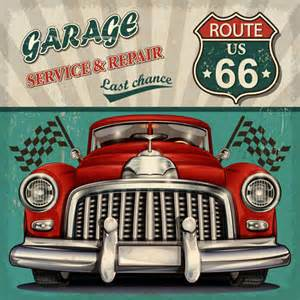 GARAGE
SERVICE & REPAIR
Last chance
ROUTE
US
66